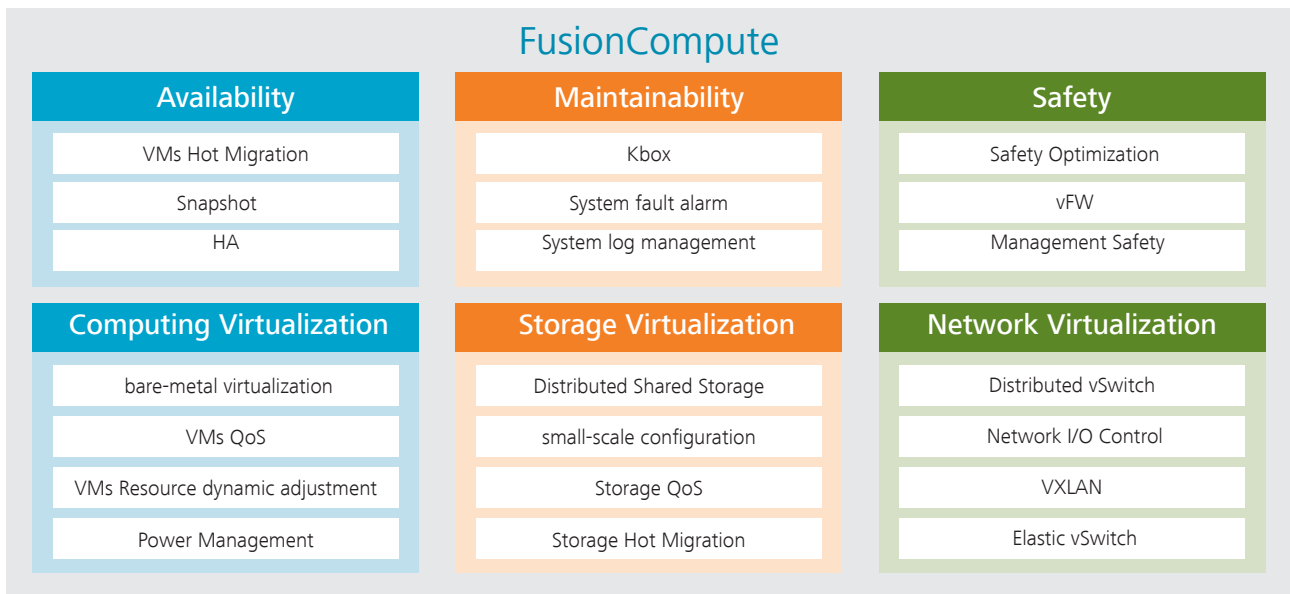 FusionCompute
Availability
VMs Hot Migration
Snapshot
HA
Maintainability
Kbox
System fault alarm
System log management
Safety
Safety Optimization
vFW
Management Safety
Computing Virtualization
bare-metal virtualization
VMs QoS
VMs Resource dynamic adjustment
Power Management
Storage Virtualization
Distributed Shared Storage
small-scale configuration
Storage QoS
Storage Hot Migration
Network Virtualization
Distributed vSwitch
Network I/O Control
VXLAN
Elastic vSwitch